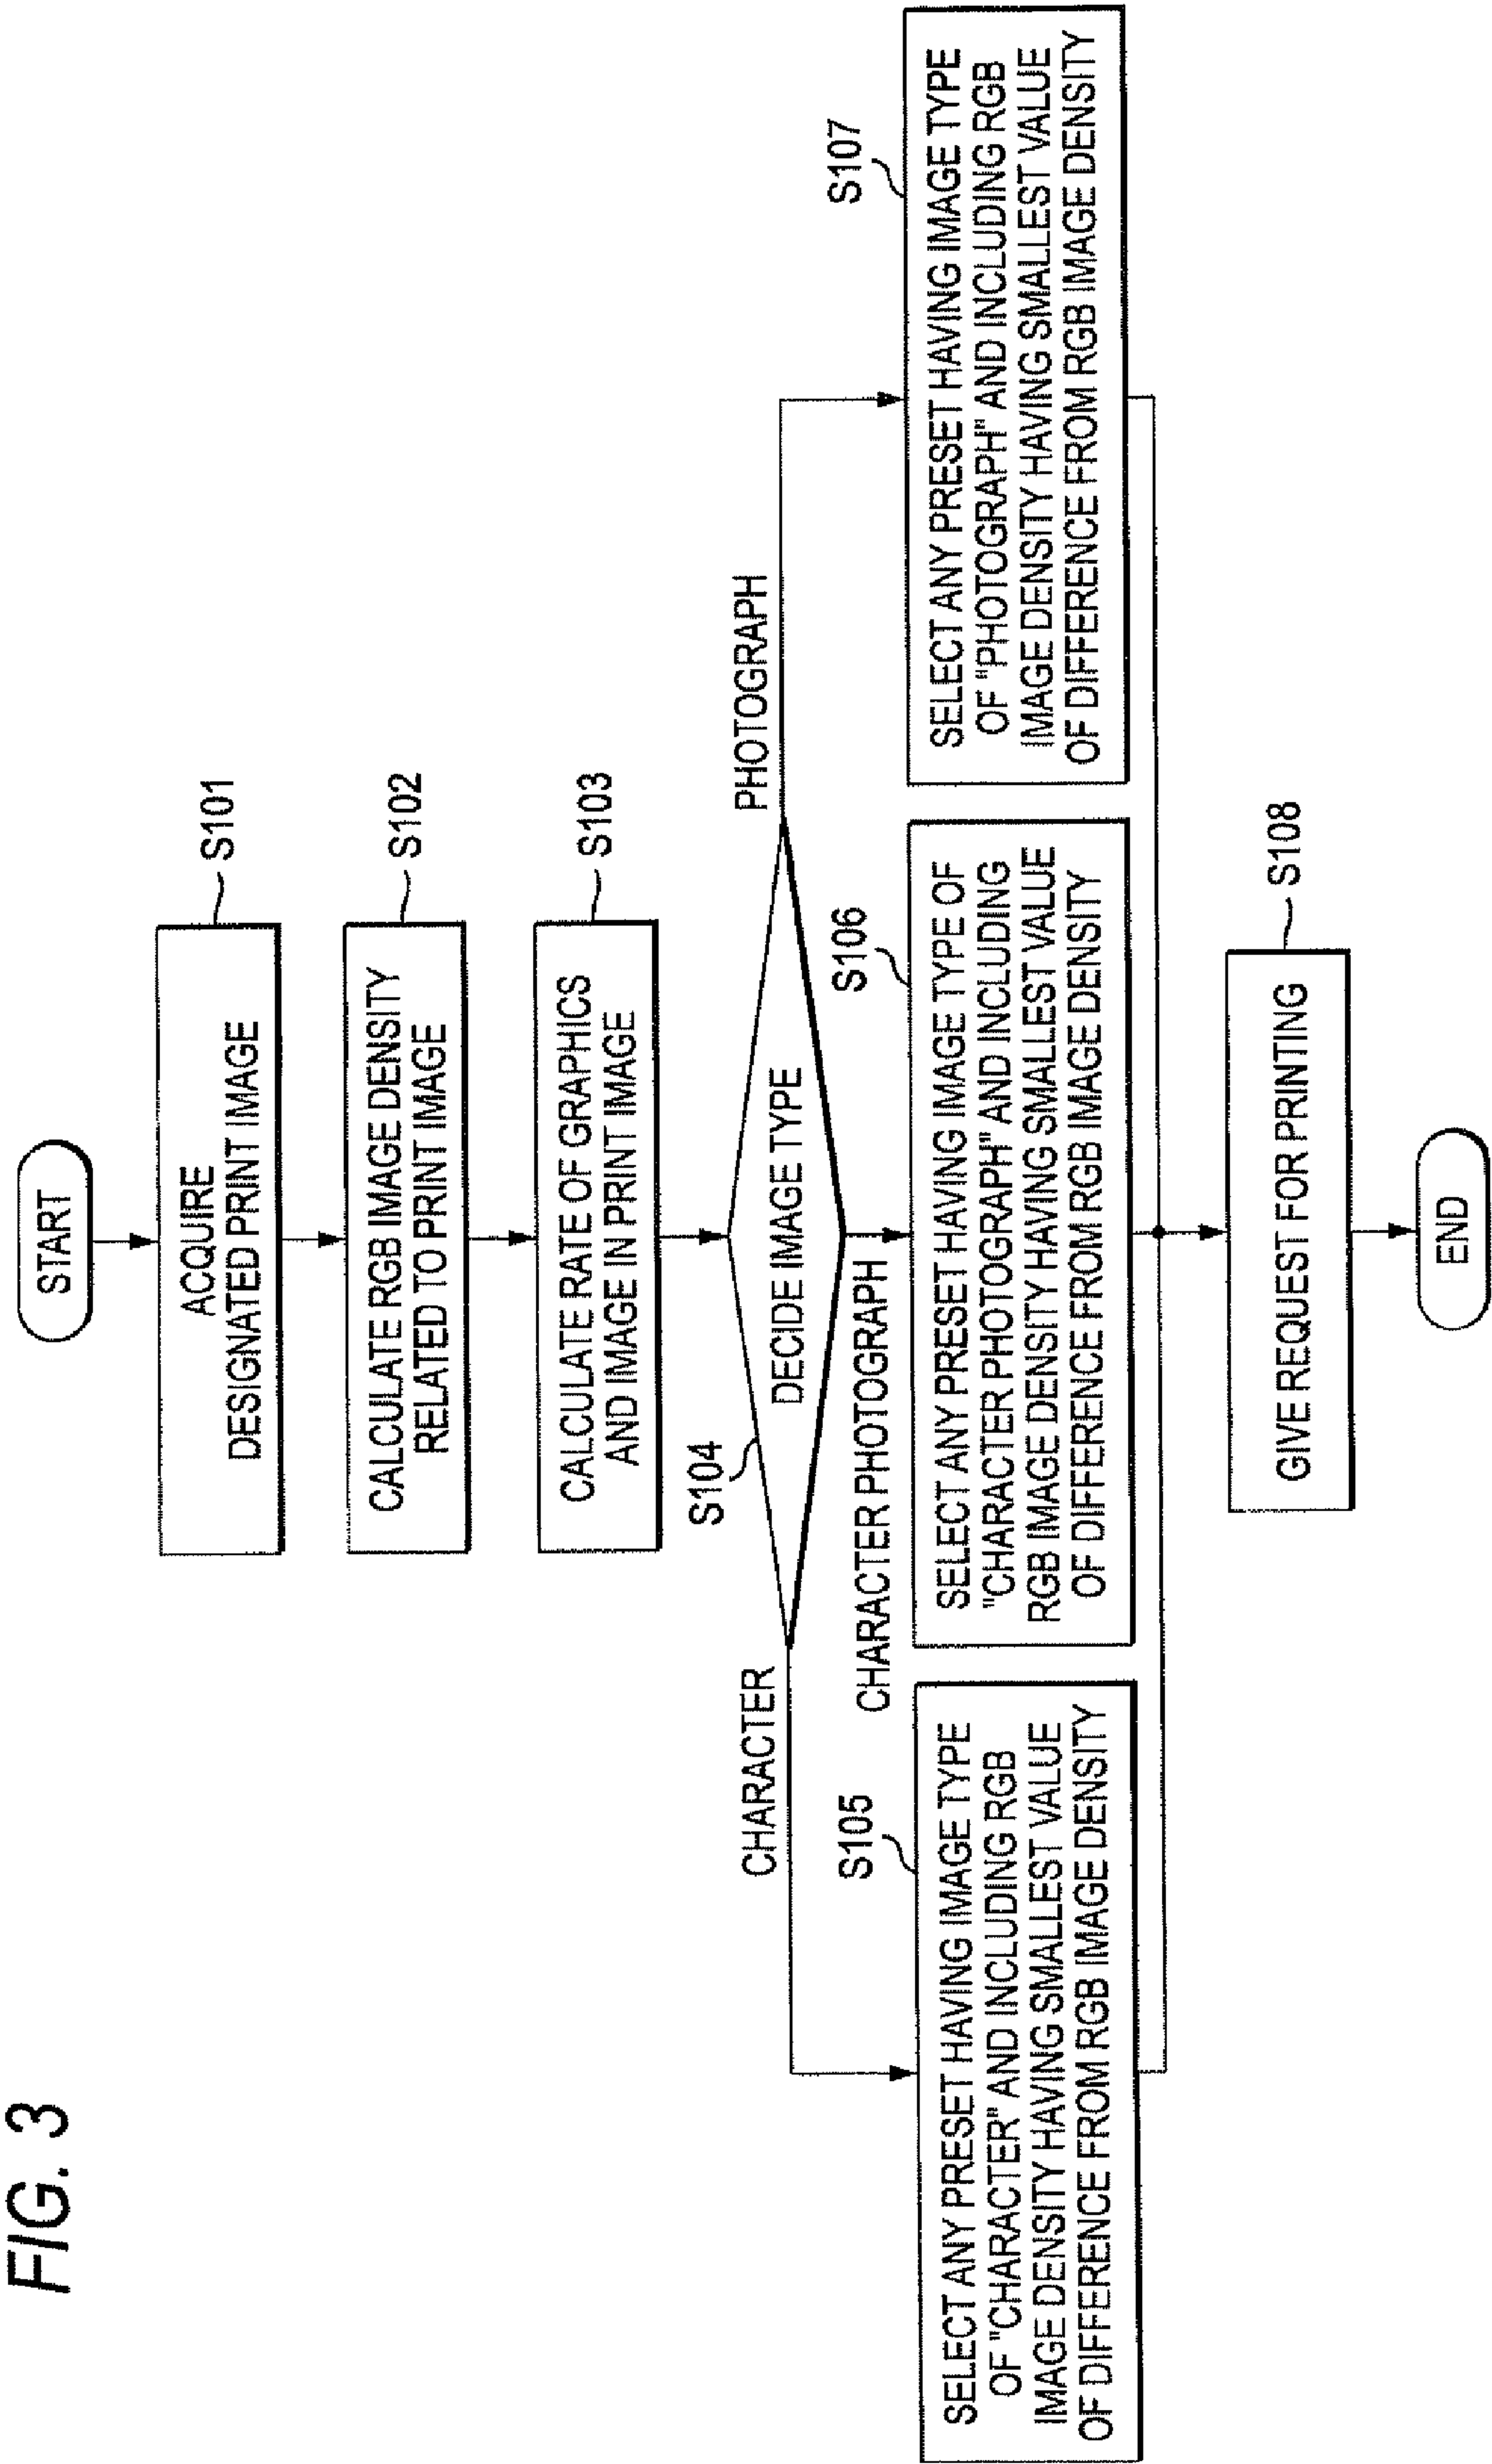 FIG. 3
START
S101
ACQUIRE
DESIGNATED PRINT IMAGE
S102
CALCULATE RGB IMAGE DENSITY
RELATED TO PRINT IMAGE
S103
CALCULATE RATE OF GRAPHICS
AND IMAGE IN PRINT IMAGE
S104
DECIDE IMAGE TYPE
CHARACTER
CHARACTER PHOTOGRAPH
PHOTOGRAPH
S105
SELECT ANY PRESET HAVING IMAGE TYPE
OF "CHARACTER" AND INCLUDING RGB
IMAGE DENSITY HAVING SMALLEST VALUE
OF DIFFERENCE FROM RGB IMAGE DENSITY
S106
SELECT ANY PRESET HAVING IMAGE TYPE OF
"CHARACTER PHOTOGRAPH" AND INCLUDING
RGB IMAGE DENSITY HAVING SMALLEST VALUE
OF DIFFERENCE FROM RGB IMAGE DENSITY
S107
SELECT ANY PRESET HAVING IMAGE TYPE
OF "PHOTOGRAPH" AND INCLUDING RGB
IMAGE DENSITY HAVING SMALLEST VALUE
OF DIFFERENCE FROM RGB IMAGE DENSITY
S108
GIVE REQUEST FOR PRINTING
END